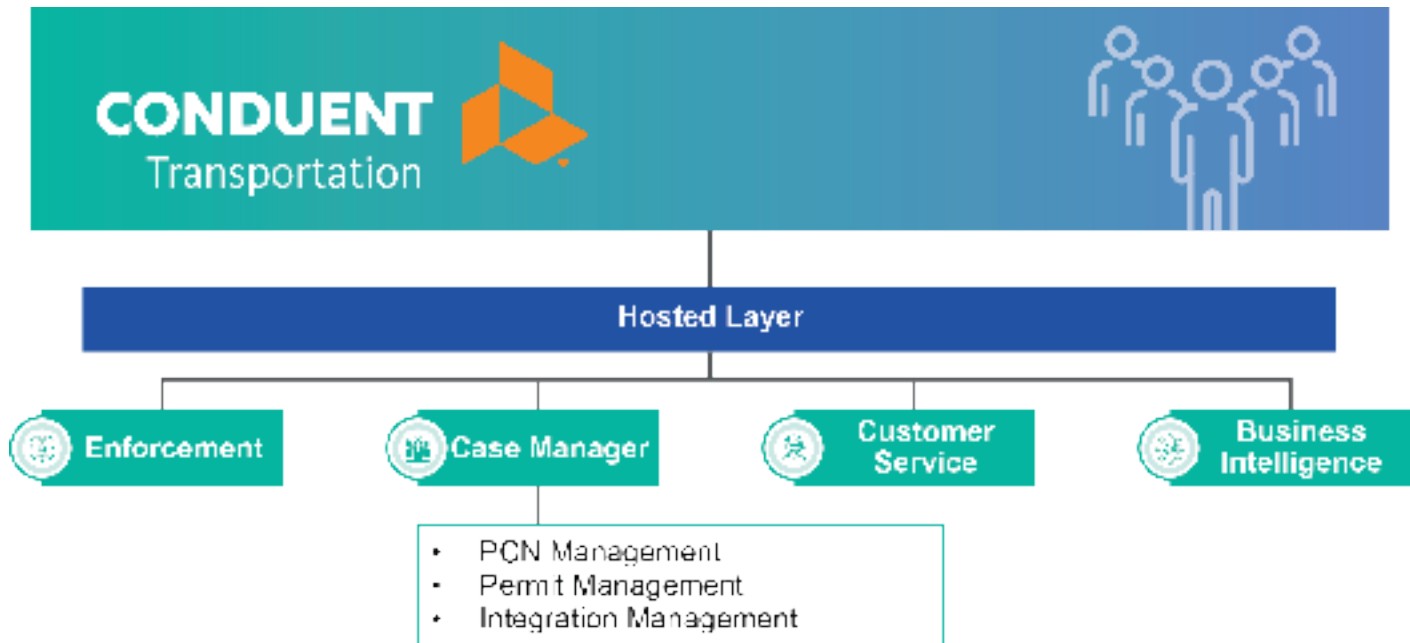 CONDUENT
Transportation
Hosted Layer
Enforcement
Case Manager
Customer
Service
Business
Intelligence
• PCN Management
• Permit Management
• Integration Management